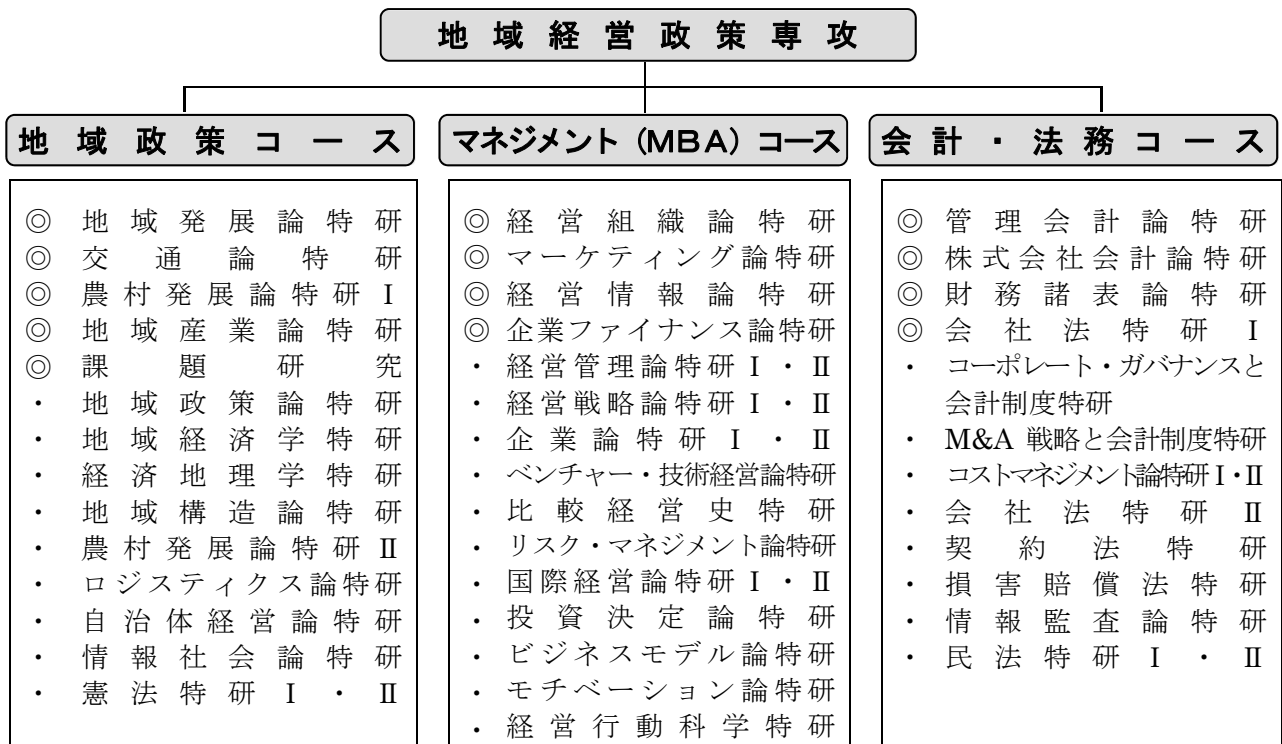 地域経営政策専攻
地域政策コース
◎ 地域発展論特研
◎ 交通論特研
◎ 農村発展論特研Ⅰ
◎ 地域産業論特研
◎ 課題研究
・ 地域政策論特研
・ 地域経済学特研
・ 経済地理学特研
・ 地域構造論特研
・ 農村発展論特研Ⅱ
・ ロジスティクス論特研
・ 自治体経営論特研
・ 情報社会論特研
・ 憲法特研Ⅰ・Ⅱ
マネジメント(MBA)コース
◎ 経営組織論特研
◎ マーケティング論特研
◎ 経営情報論特研
◎ 企業ファイナンス論特研
・ 経営管理論特研Ⅰ・Ⅱ
・ 経営戦略論特研Ⅰ・Ⅱ
・ 企業論特研Ⅰ・Ⅱ
・ ベンチャー・技術経営論特研
・ 比較経営史特研
・ リスク・マネジメント論特研
・ 国際経営論特研Ⅰ・Ⅱ
・ 投資決定論特研
・ ビジネスモデル論特研
・ モチベーション論特研
・ 経営行動科学特研
会計・法務コース
◎ 管理会計論特研
◎ 株式会社会計論特研
◎ 財務諸表論特研
◎ 会社法特研Ⅰ
・ コーポレート・ガバナンスと
会計制度特研
・ M&A 戦略と会計制度特研
・ コストマネジメント論特研Ⅰ・Ⅱ
・ 会社法特研Ⅱ
・ 契約法特研
・ 損害賠償法特研
・ 情報監査論特研
・ 民法特研Ⅰ・Ⅱ